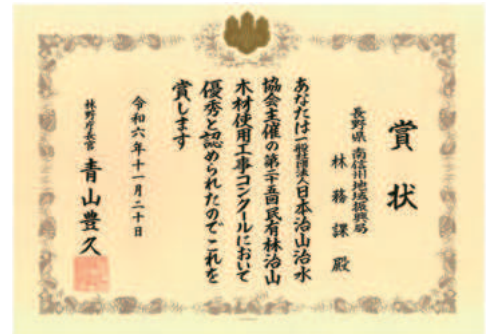 賞状
長野県 南信州地域振興局
林務課 殿
あなたは一般社団法人日本治山治水
協会主催の第二十五回民有林治山
木材使用工事コンクールにおいて
優秀と認められたのでこれを
賞します
令和六年十一月二十日
林野庁長官 青山豊久